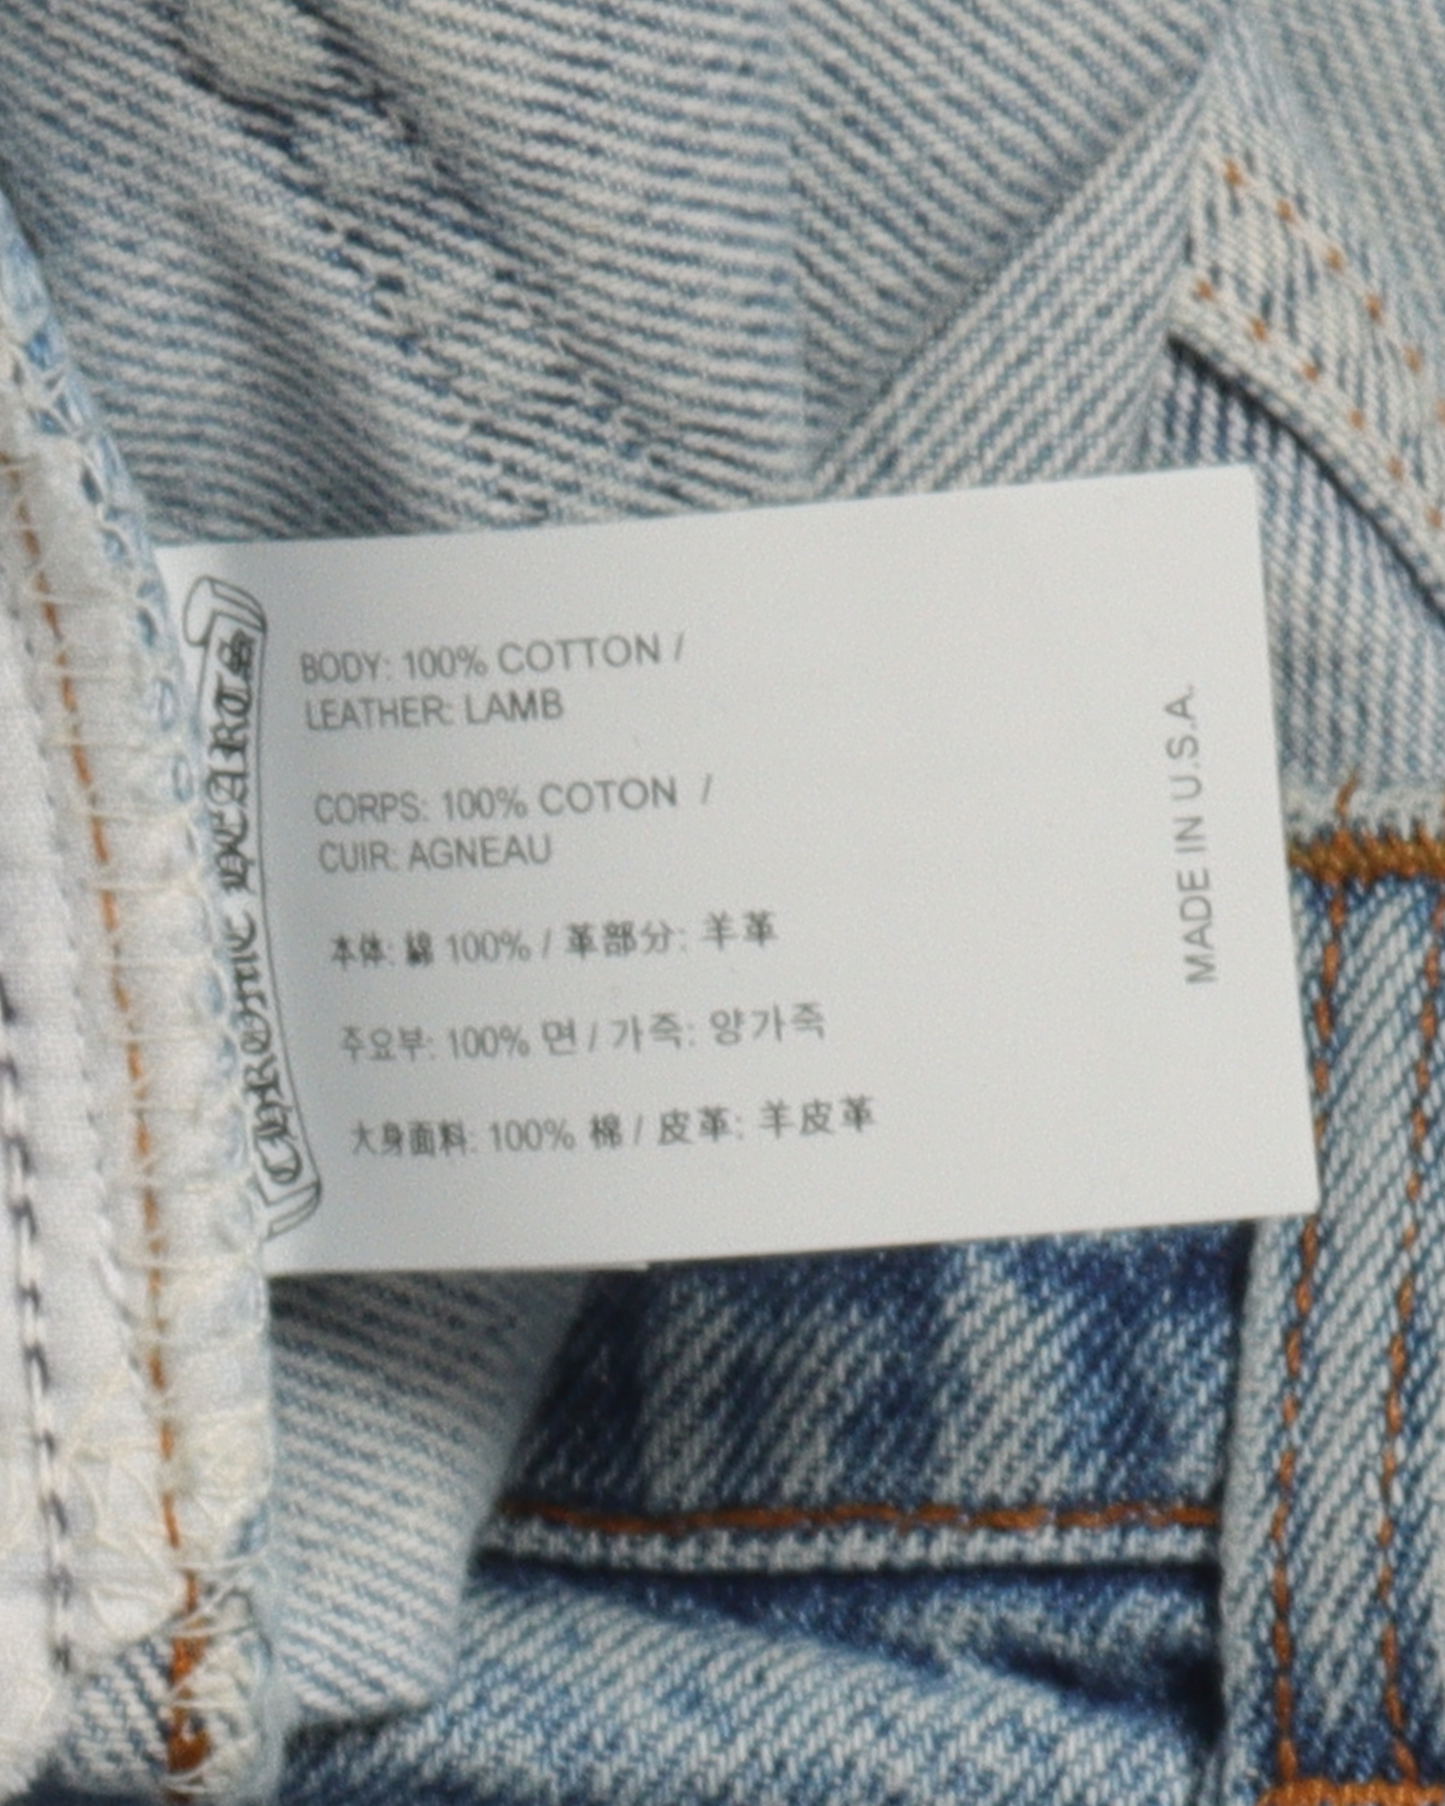 CHROME HEARTS
BODY: 100% COTTON /
LEATHER: LAMB
CORPS: 100% COTON /
CUIR: AGNEAU
本体: 綿 100% / 革部分: 羊革
주요부: 100% 면 / 가죽: 양가죽
大身面料: 100% 棉 / 皮革: 羊皮革
MADE IN U.S.A.